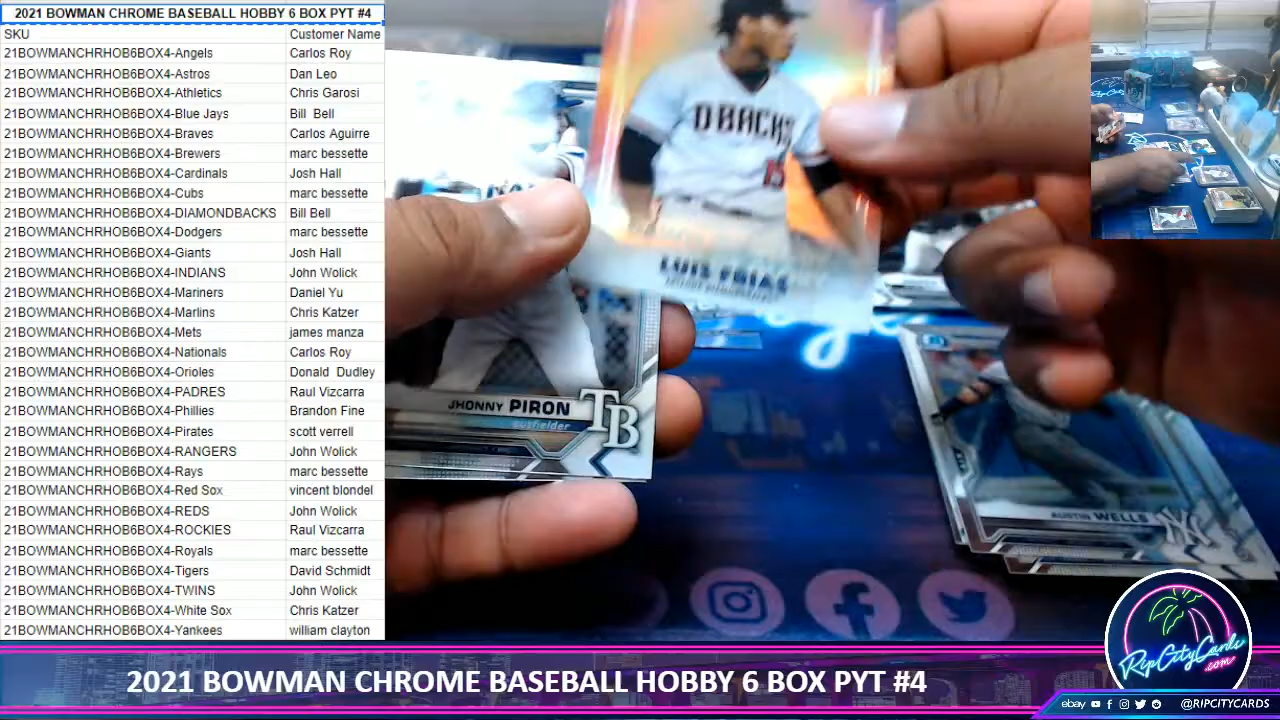 2021 BOWMAN CHROME BASEBALL HOBBY 6 BOX PYT #4
SKU Customer Name
21BOWMANCHRHOB6BOX4-Angels Carlos Roy
21BOWMANCHRHOB6BOX4-Astros Dan Leo
21BOWMANCHRHOB6BOX4-Athletics Chris Garosi
21BOWMANCHRHOB6BOX4-Blue Jays Bill Bell
21BOWMANCHRHOB6BOX4-Braves Carlos Aguirre
21BOWMANCHRHOB6BOX4-Brewers marc bessette
21BOWMANCHRHOB6BOX4-Cardinals Josh Hall
21BOWMANCHRHOB6BOX4-Cubs marc bessette
21BOWMANCHRHOB6BOX4-DIAMONDBACKS Bill Bell
21BOWMANCHRHOB6BOX4-Dodgers marc bessette
21BOWMANCHRHOB6BOX4-Giants Josh Hall
21BOWMANCHRHOB6BOX4-INDIANS John Wolick
21BOWMANCHRHOB6BOX4-Mariners Daniel Yu
21BOWMANCHRHOB6BOX4-Marlins Chris Katzer
21BOWMANCHRHOB6BOX4-Mets james manza
21BOWMANCHRHOB6BOX4-Nationals Carlos Roy
21BOWMANCHRHOB6BOX4-Orioles Donald Dudley
21BOWMANCHRHOB6BOX4-PADRES Raul Vizcarra
21BOWMANCHRHOB6BOX4-Phillies Brandon Fine
21BOWMANCHRHOB6BOX4-Pirates scott verrell
21BOWMANCHRHOB6BOX4-RANGERS John Wolick
21BOWMANCHRHOB6BOX4-Rays marc bessette
21BOWMANCHRHOB6BOX4-Red Sox vincent blondel
21BOWMANCHRHOB6BOX4-REDS John Wolick
21BOWMANCHRHOB6BOX4-ROCKIES Raul Vizcarra
21BOWMANCHRHOB6BOX4-Royals marc bessette
21BOWMANCHRHOB6BOX4-Tigers David Schmidt
21BOWMANCHRHOB6BOX4-TWINS John Wolick
21BOWMANCHRHOB6BOX4-White Sox Chris Katzer
21BOWMANCHRHOB6BOX4-Yankees william clayton
DBACKS
15
LUIS FRIAS
JHONNY PIRON
outfielder
TB
AUSTIN WELLS
NY
RipCityCards
.com
2021 BOWMAN CHROME BASEBALL HOBBY 6 BOX PYT #4
ebay @RIPCITYCARDS